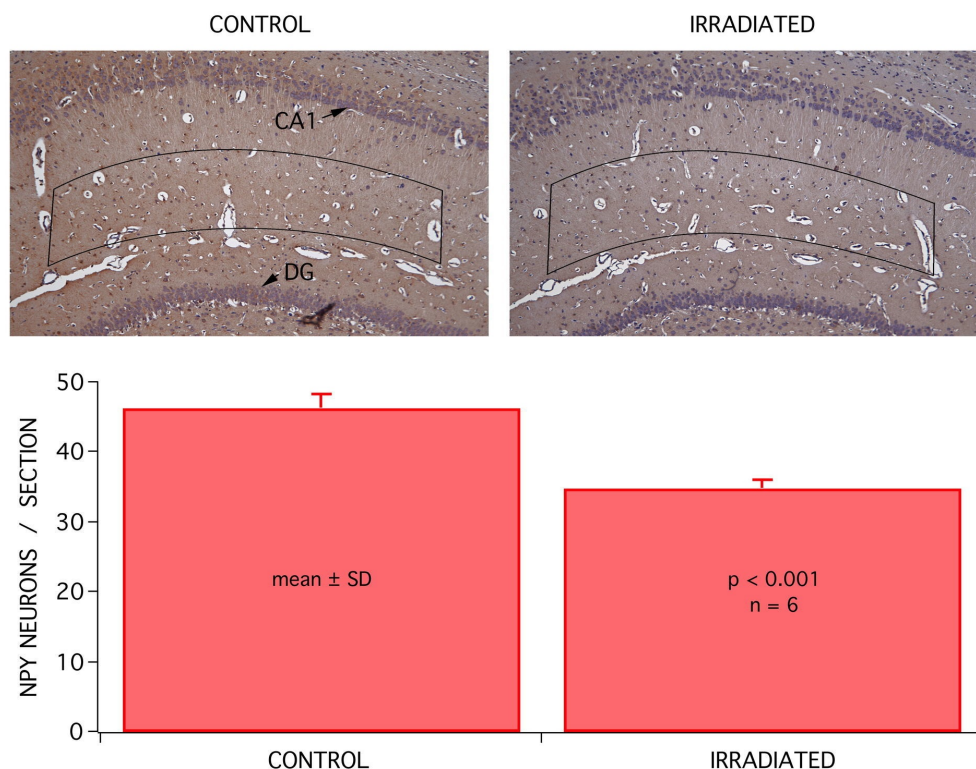 CONTROL
IRRADIATED
CA1
DG
NPY NEURONS / SECTION
50
40
30
20
10
0
mean ± SD
p < 0.001
n = 6
CONTROL
IRRADIATED